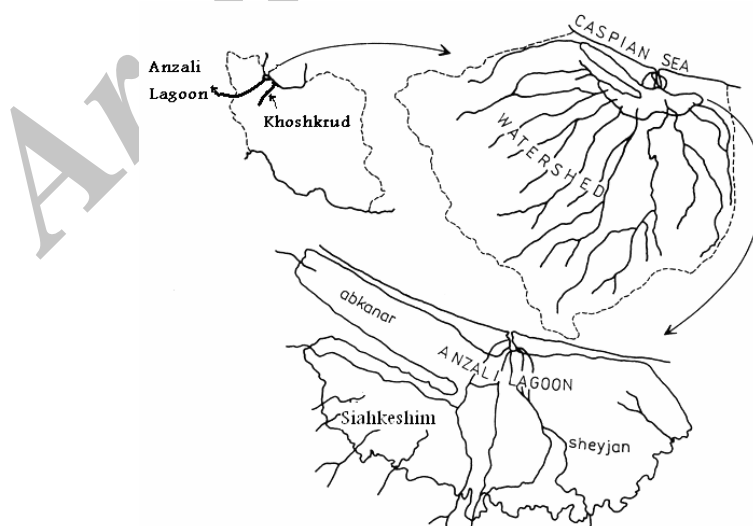 Anzali
Lagoon
Khoshkrud
CASPIAN SEA
WATERSHED
abkanar
ANZALI LAGOON
Siahkeshim
sheyjan